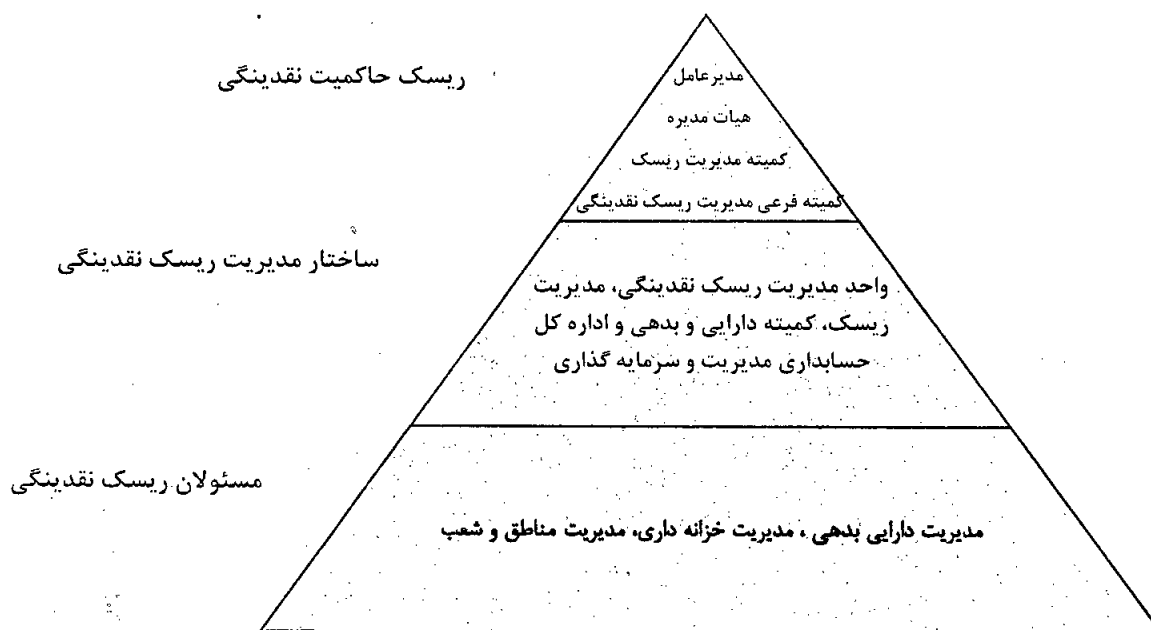 ریسک حاکمیت نقدینگی
مدیرعامل
هیات مدیره
کمیته مدیریت ریسک
کمیته فرعی مدیریت ریسک نقدینگی
ساختار مدیریت ریسک نقدینگی
واحد مدیریت ریسک نقدینگی، مدیریت
ریسک، کمیته دارایی و بدهی و اداره کل
حسابداری مدیریت و سرمایه گذاری
مسئولان ریسک نقدینگی
مدیریت دارایی بدهی ، مدیریت خزانه داری، مدیریت مناطق و شعب